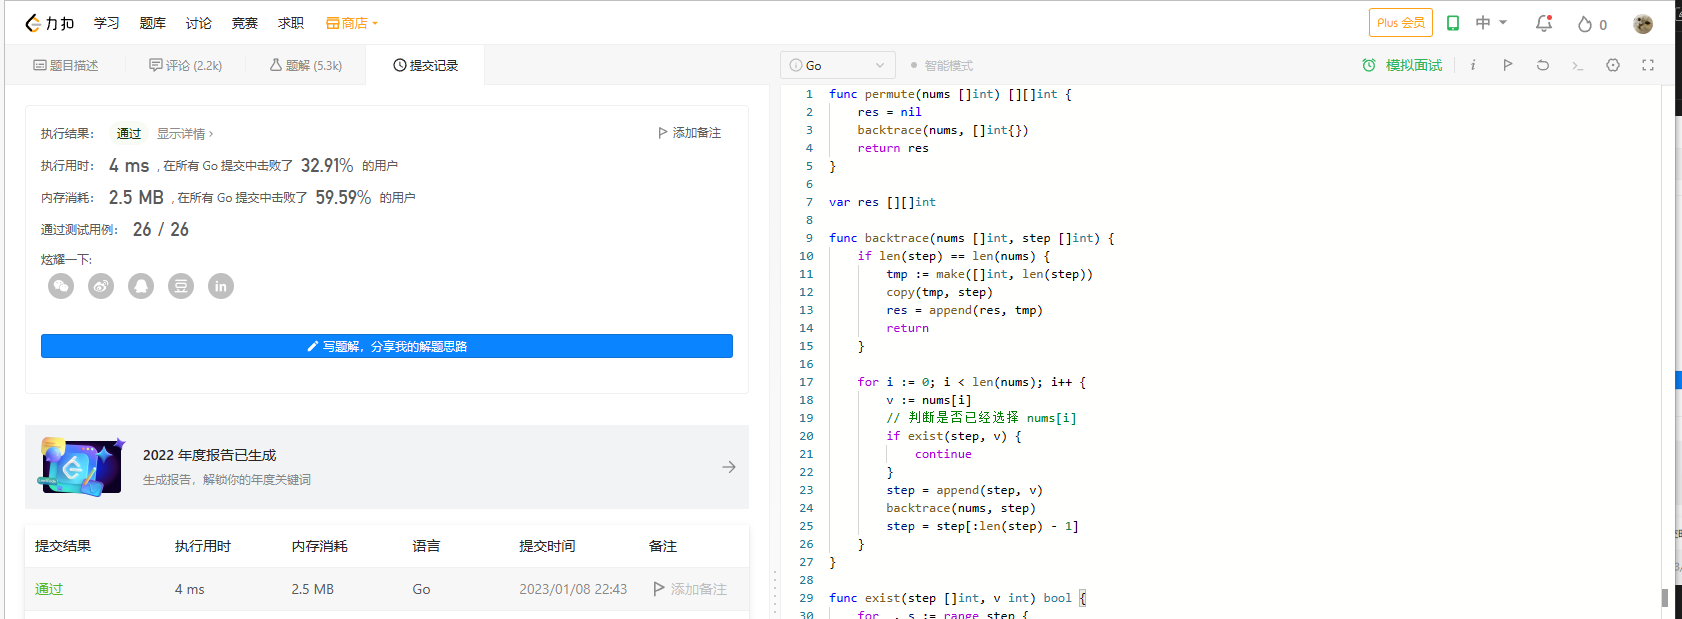 力扣 学习 题库 讨论 竞赛 求职 商店 Plus 会员 中 0
题目描述 评论 (2.2k) 题解 (5.3k) 提交记录
执行结果： 通过 显示详情 › 添加备注
执行用时： 4 ms , 在所有 Go 提交中击败了 32.91% 的用户
内存消耗： 2.5 MB , 在所有 Go 提交中击败了 59.59% 的用户
通过测试用例： 26 / 26
炫耀一下:
豆 in
写题解，分享我的解题思路
2022 年度报告已生成
生成报告，解锁你的年度关键词
提交结果 执行用时 内存消耗 语言 提交时间 备注
通过 4 ms 2.5 MB Go 2023/01/08 22:43 添加备注
Go 智能模式 模拟面试
1 func permute(nums []int) [][]int {
2 res = nil
3 backtrace(nums, []int{})
4 return res
5 }
6
7 var res [][]int
8
9 func backtrace(nums []int, step []int) {
10 if len(step) == len(nums) {
11 tmp := make([]int, len(step))
12 copy(tmp, step)
13 res = append(res, tmp)
14 return
15 }
16
17 for i := 0; i < len(nums); i++ {
18 v := nums[i]
19 // 判断是否已经选择 nums[i]
20 if exist(step, v) {
21 continue
22 }
23 step = append(step, v)
24 backtrace(nums, step)
25 step = step[:len(step) - 1]
26 }
27 }
28
29 func exist(step []int, v int) bool {
30 for _, s := range step {